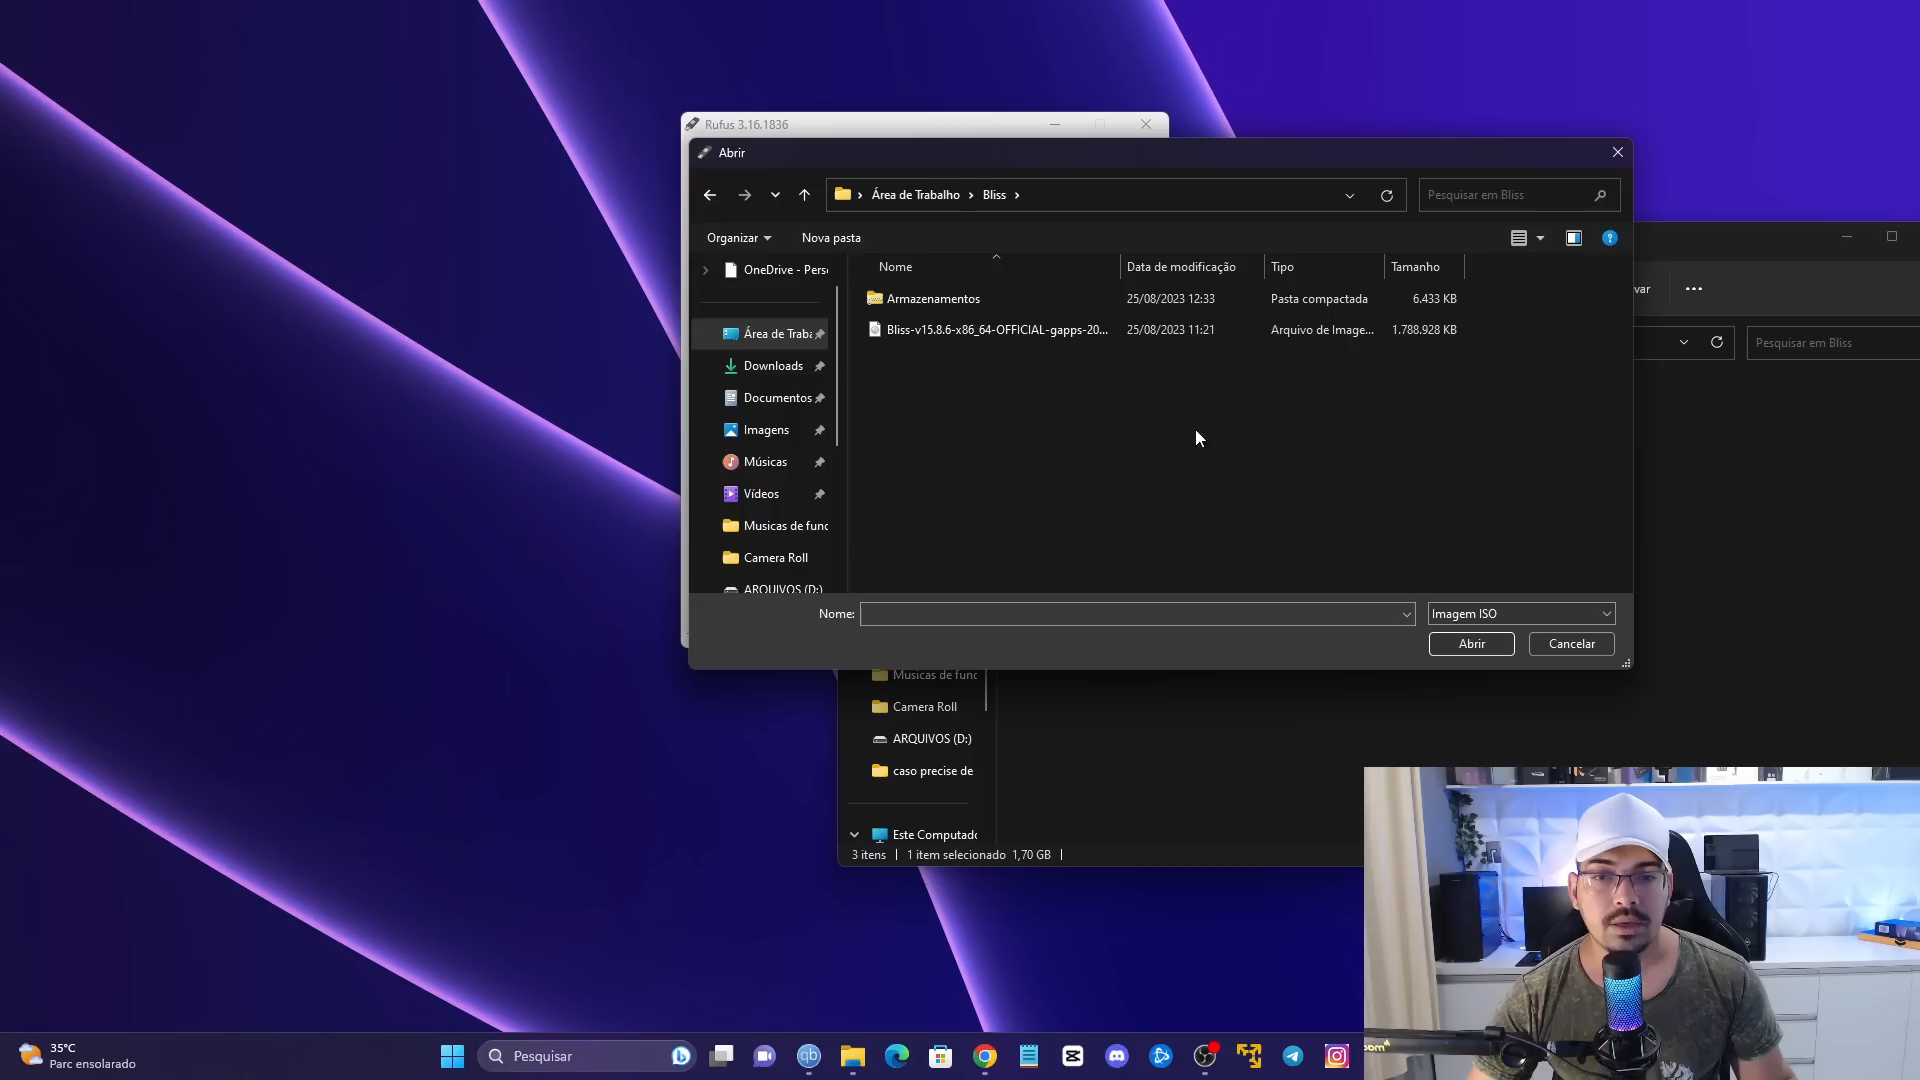 Rufus 3.16.1836
Abrir
Área de Trabalho
Bliss
Pesquisar em Bliss
Organizar
Nova pasta
OneDrive - Pers
Nome
Data de modificação
Tipo
Tamanho
Armazenamentos
25/08/2023 12:33
Pasta compactada
6.433 KB
Bliss-v15.8.6-x86_64-OFFICIAL-gapps-20...
25/08/2023 11:21
Arquivo de Image...
1.788.928 KB
Área de Traba
Downloads
Documentos
Imagens
Músicas
Vídeos
Musicas de func
Camera Roll
ARQUIVOS (D:)
Nome:
Imagem ISO
Abrir
Cancelar
var
Pesquisar em Bliss
Musicas de func
Camera Roll
ARQUIVOS (D:)
caso precise de
Este Computado
3 itens
1 item selecionado 1,70 GB
35°C
Parc ensolarado
Pesquisar
qb